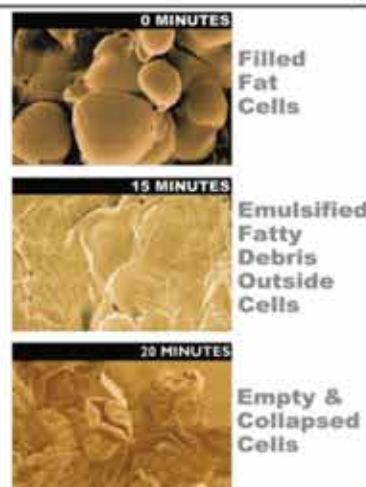 0 MINUTES
Filled
Fat
Cells
15 MINUTES
Emulsified
Fatty
Debris
Outside
Cells
20 MINUTES
Empty &
Collapsed
Cells